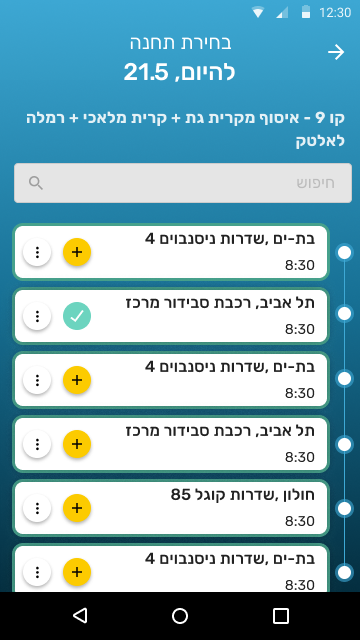 12:30
בחירת תחנה
להיום, 21.5
קו 9 - איסוף מקרית גת + קרית מלאכי + רמלה
לאלטק
חיפוש
בת-ים ,שדרות ניסנבוים 4
8:30
תל אביב, רכבת סבידור מרכז
8:30
בת-ים ,שדרות ניסנבוים 4
8:30
תל אביב, רכבת סבידור מרכז
8:30
חולון ,שדרות קוגל 85
8:30
בת-ים ,שדרות ניסנבוים 4
8:30